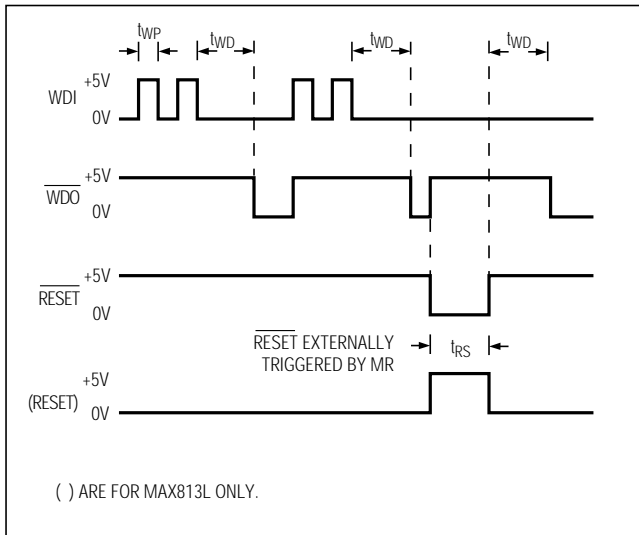 tWP
tWD
tWD
tWD
+5V
WDI
0V
+5V
WDO
0V
+5V
RESET
0V
RESET EXTERNALLY
TRIGGERED BY MR
tRS
+5V
(RESET)
0V
( ) ARE FOR MAX813L ONLY.